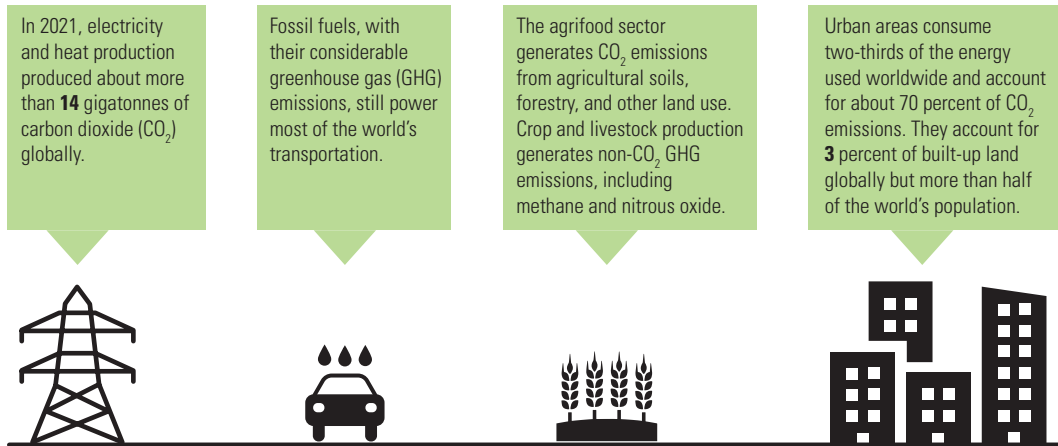 In 2021, electricity
and heat production
produced about more
than 14 gigatonnes of
carbon dioxide (CO₂)
globally.
Fossil fuels, with
their considerable
greenhouse gas (GHG)
emissions, still power
most of the world’s
transportation.
The agrifood sector
generates CO₂ emissions
from agricultural soils,
forestry, and other land use.
Crop and livestock production
generates non-CO₂ GHG
emissions, including
methane and nitrous oxide.
Urban areas consume
two-thirds of the energy
used worldwide and account
for about 70 percent of CO₂
emissions. They account for
3 percent of built-up land
globally but more than half
of the world’s population.